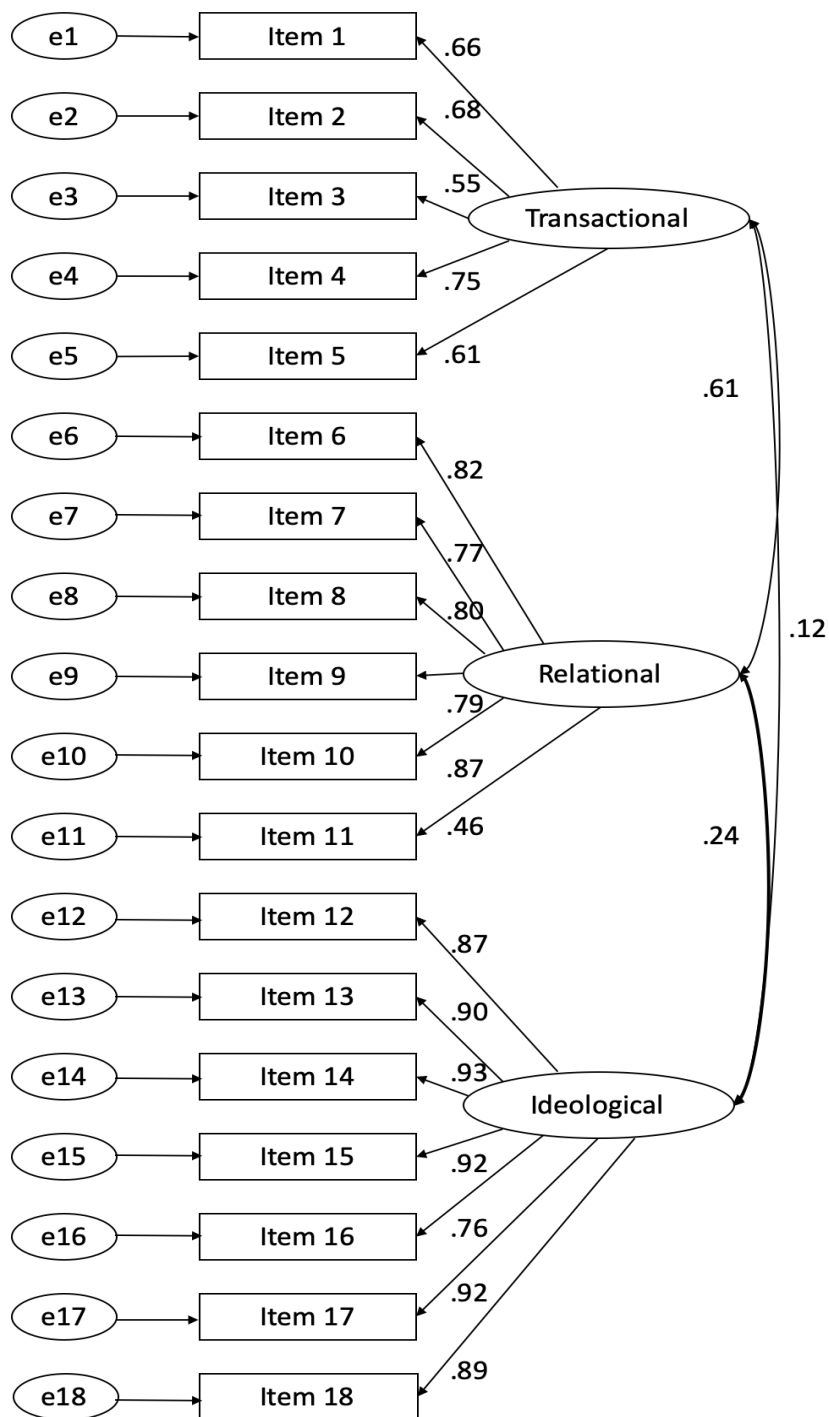 e1 Item 1 .66
e2 Item 2 .68
e3 Item 3 .55
Transactional
e4 Item 4 .75
e5 Item 5 .61
.61
e6 Item 6 .82
e7 Item 7 .77
e8 Item 8 .80
.12
e9 Item 9 Relational
.79
e10 Item 10 .87
e11 Item 11 .46 .24
e12 Item 12 .87
e13 Item 13 .90
e14 Item 14 .93
Ideological
e15 Item 15 .92
e16 Item 16 .76
e17 Item 17 .92
e18 Item 18 .89